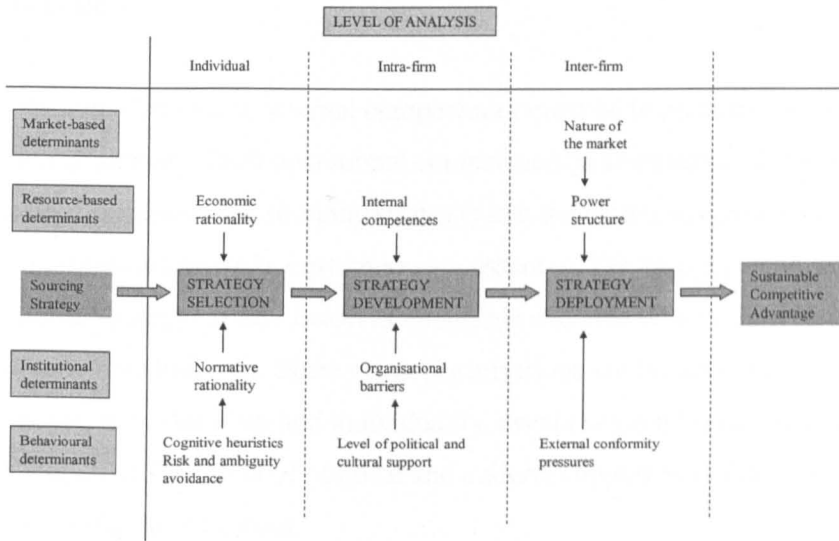 LEVEL OF ANALYSIS
Individual
Intra-firm
Inter-firm
Market-based
determinants
Nature of
the market
Resource-based
determinants
Economic
rationality
Internal
competences
Power
structure
Sourcing
Strategy
STRATEGY
SELECTION
STRATEGY
DEVELOPMENT
STRATEGY
DEPLOYMENT
Sustainable
Competitive
Advantage
Institutional
determinants
Normative
rationality
Organisational
barriers
Behavioural
determinants
Cognitive heuristics
Risk and ambiguity
avoidance
Level of political and
cultural support
External conformity
pressures